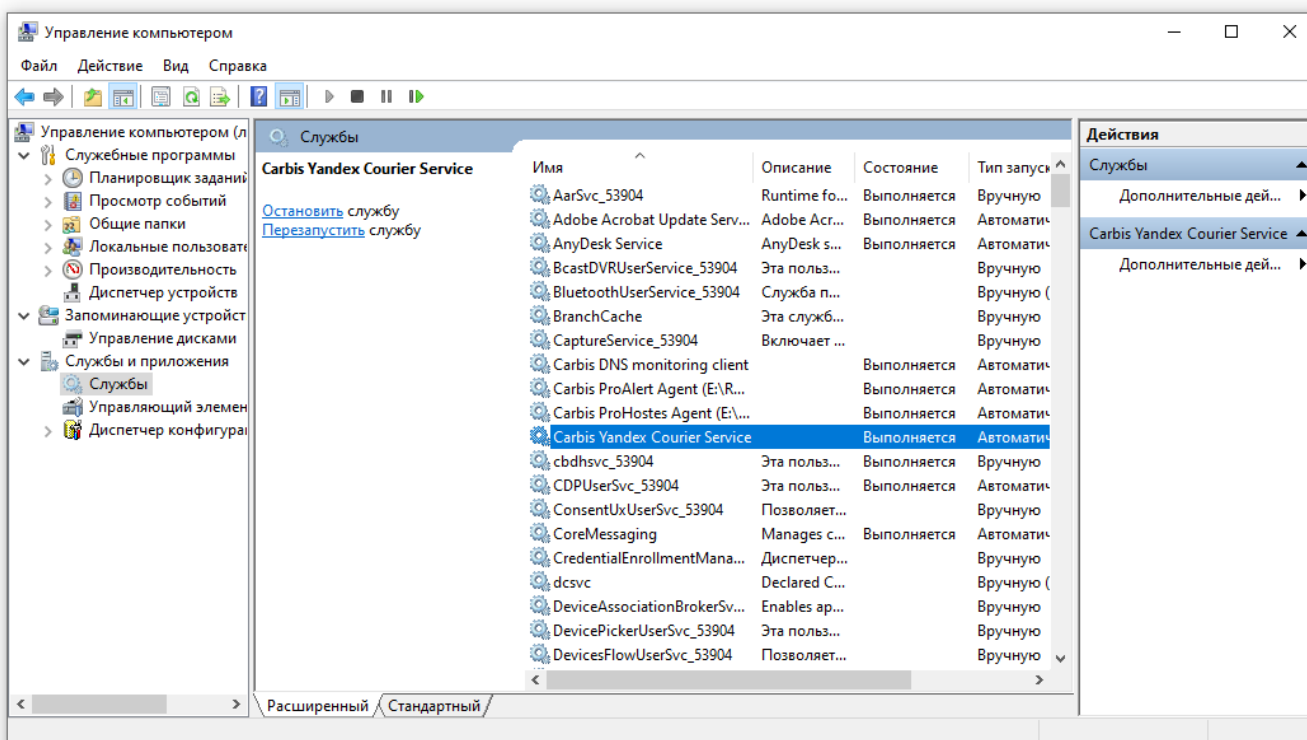 Управление компьютером
Файл Действие Вид Справка
Управление компьютером (л
Служебные программы
Планировщик заданий
Просмотр событий
Общие папки
Локальные пользовате
Производительность
Диспетчер устройств
Запоминающие устройст
Управление дисками
Службы и приложения
Службы
Управляющий элемен
Диспетчер конфигура
Службы
Carbis Yandex Courier Service
Остановить службу
Перезапустить службу
Имя Описание Состояние Тип запуск
AarSvc_53904 Runtime fo... Выполняется Вручную
Adobe Acrobat Update Serv... Adobe Acr... Выполняется Автоматич
AnyDesk Service AnyDesk s... Выполняется Автоматич
BcastDVRUserService_53904 Эта польз... Вручную
BluetoothUserService_53904 Служба п... Вручную (
BranchCache Эта служб... Вручную
CaptureService_53904 Включает ... Вручную
Carbis DNS monitoring client Выполняется Автоматич
Carbis ProAlert Agent (E:\R... Выполняется Автоматич
Carbis ProHostes Agent (E:\... Выполняется Автоматич
Carbis Yandex Courier Service Выполняется Автоматич
cbdhsvc_53904 Эта польз... Выполняется Вручную
CDPUserSvc_53904 Эта польз... Выполняется Автоматич
ConsentUxUserSvc_53904 Позволяет... Вручную
CoreMessaging Manages c... Выполняется Автоматич
CredentialEnrollmentMana... Диспетчер... Вручную
dcsvc Declared C... Вручную (
DeviceAssociationBrokerSv... Enables ap... Вручную
DevicePickerUserSvc_53904 Эта польз... Вручную
DevicesFlowUserSvc_53904 Позволяет... Вручную
Расширенный Стандартный
Действия
Службы
Дополнительные дей...
Carbis Yandex Courier Service
Дополнительные дей...